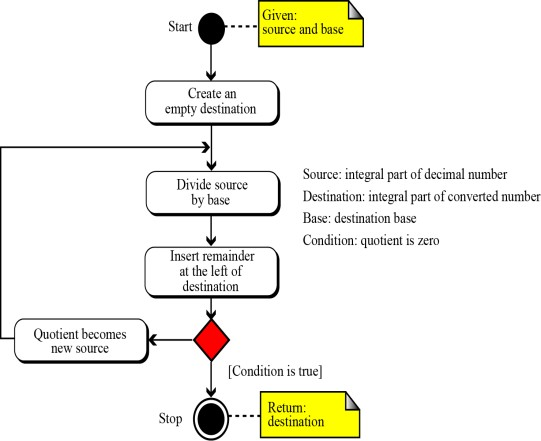 Start
Given:
source and base
Create an
empty destination
Divide source
by base
Source: integral part of decimal number
Destination: integral part of converted number
Base: destination base
Condition: quotient is zero
Insert remainder
at the left of
destination
Quotient becomes
new source
[Condition is true]
Stop
Return:
destination